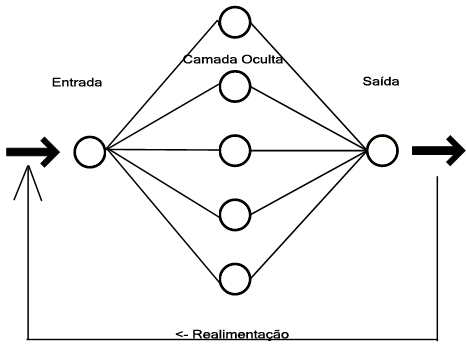 Camada Oculta
Entrada
Saída
<- Realimentação